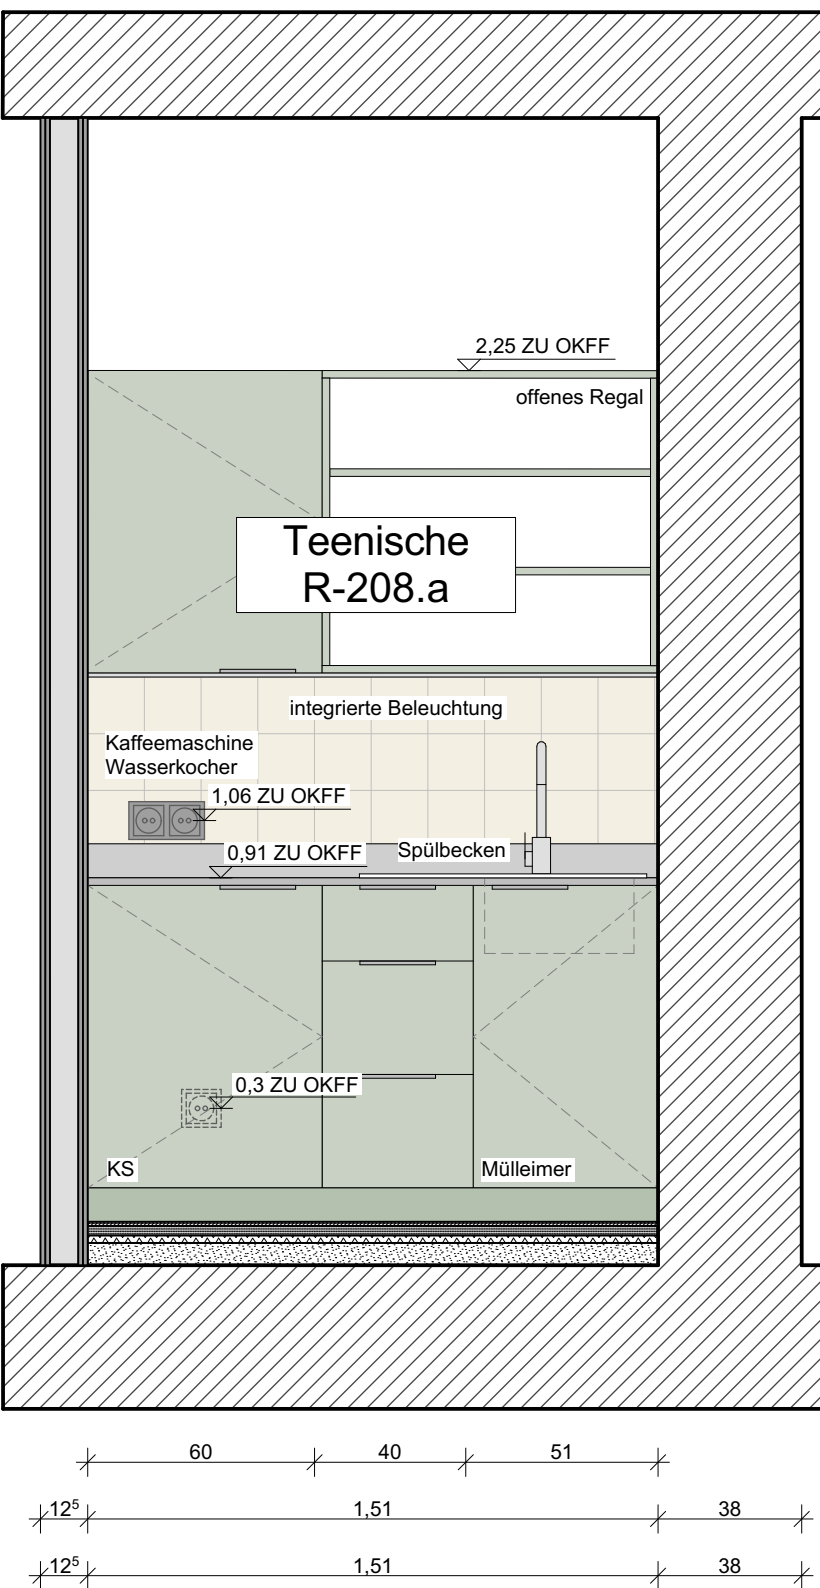 2,25 ZU OKFF
offenes Regal
Teenische
R-208.a
integrierte Beleuchtung
Kaffeemaschine
Wasserkocher
1,06 ZU OKFF
0,91 ZU OKFF
Spülbecken
0,3 ZU OKFF
KS
Mülleimer
60 40 51
12⁵ 1,51 38
12⁵ 1,51 38